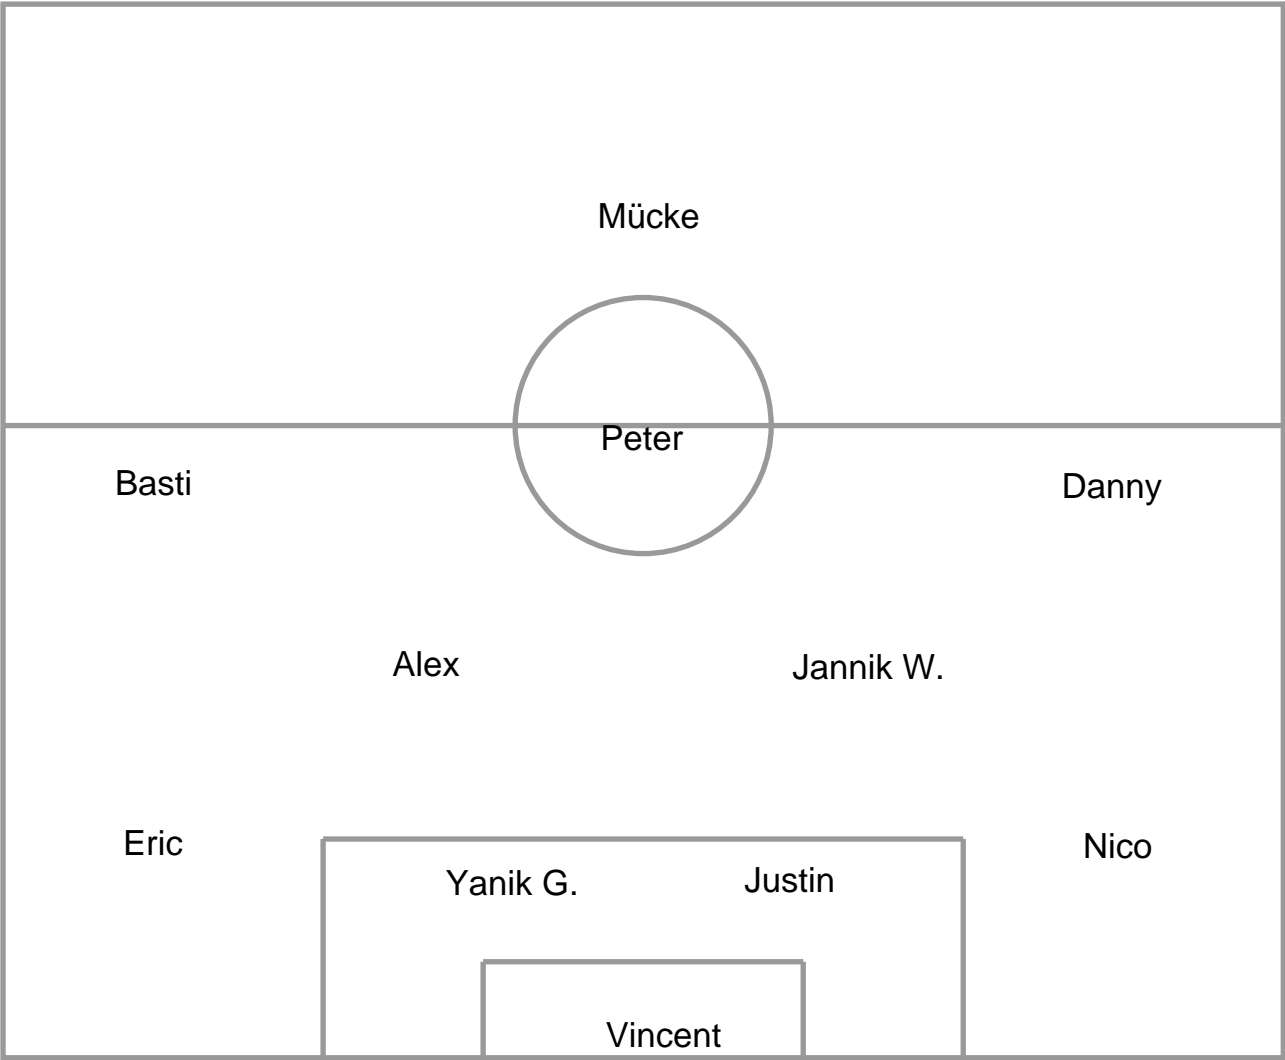 Mücke
Peter
Basti
Danny
Alex
Jannik W.
Eric
Nico
Yanik G.
Justin
Vincent